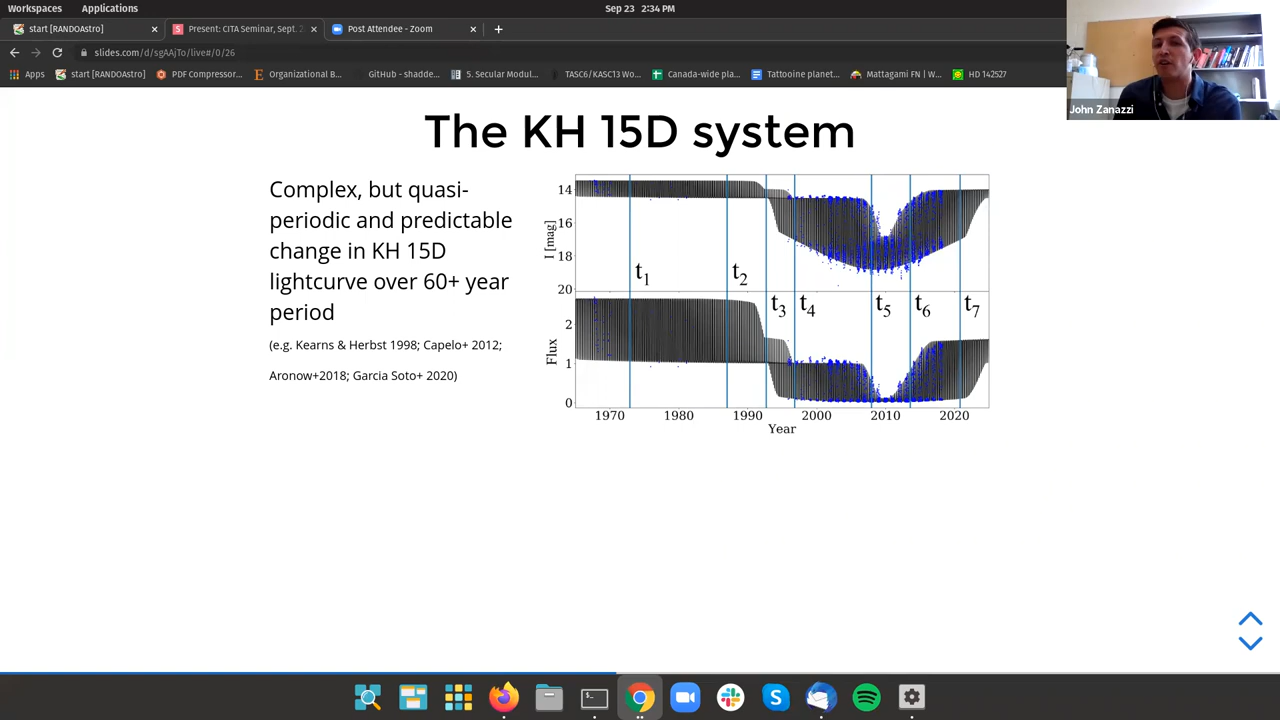 Workspaces Applications Sep 23 2:34 PM
start [RANDOAstro] Present: CITA Seminar, Sept. 2 Post Attendee - Zoom
slides.com/d/sgAAjTo/live#/0/26
Apps start [RANDOAstro] PDF Compressor... Organizational B... GitHub - shadde... S. Secular Modul... TASC6/KASC13 Wo... Canada-wide pla... Tattooine planet... Mattagami FN | W... HD 142527
John Zanazzi
The KH 15D system
Complex, but quasi-
periodic and predictable
change in KH 15D
lightcurve over 60+ year
period
(e.g. Kearns & Herbst 1998; Capelo+ 2012;
Aronow+2018; Garcia Soto+ 2020)
I [mag]
14
16
18
20
t1 t2
t3 t4 t5 t6 t7
Flux
2
1
0
1970 1980 1990 2000 2010 2020
Year